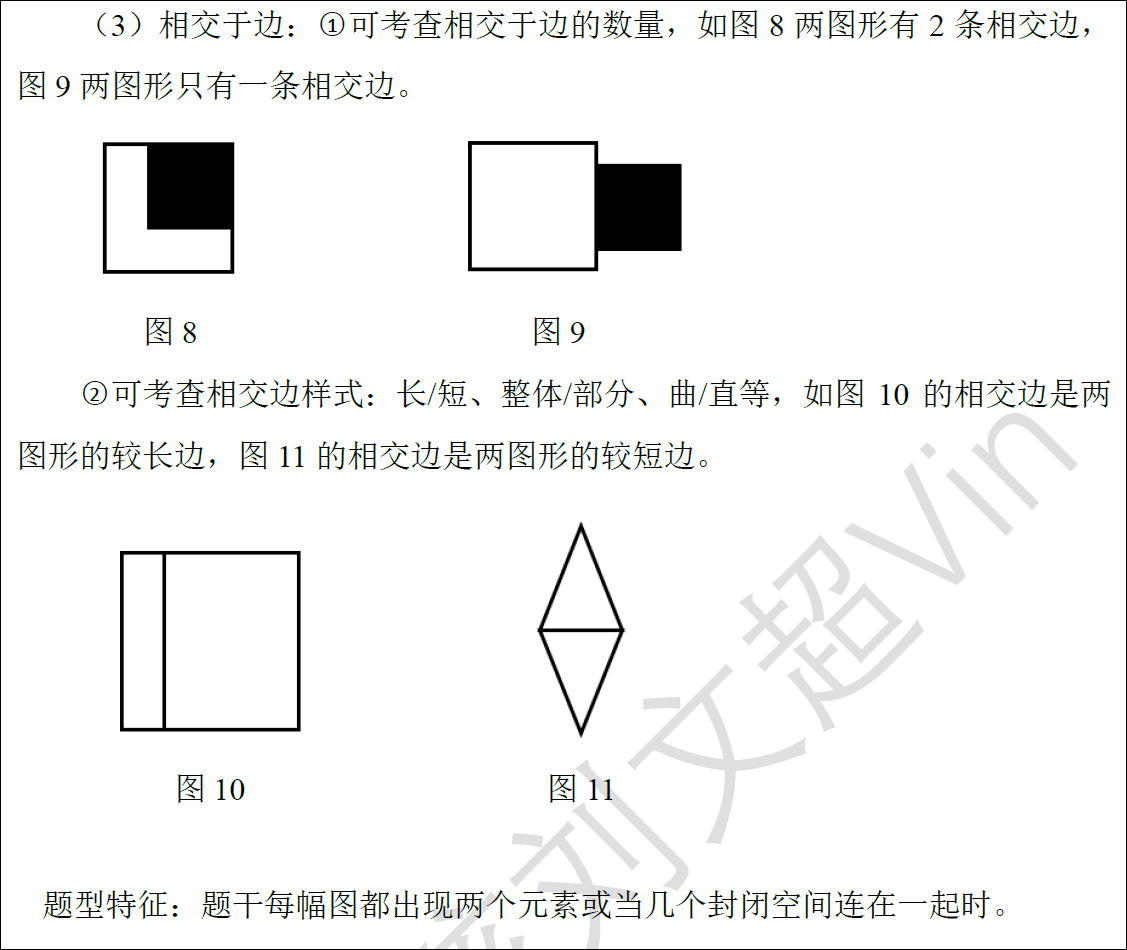 （3）相交于边：①可考查相交于边的数量，如图 8 两图形有 2 条相交边，
图 9 两图形只有一条相交边。
图 8
图 9
②可考查相交边样式：长/短、整体/部分、曲/直等，如图 10 的相交边是两
图形的较长边，图 11 的相交边是两图形的较短边。
图 10
图 11
题型特征：题干每幅图都出现两个元素或当几个封闭空间连在一起时。
刘文超Vin